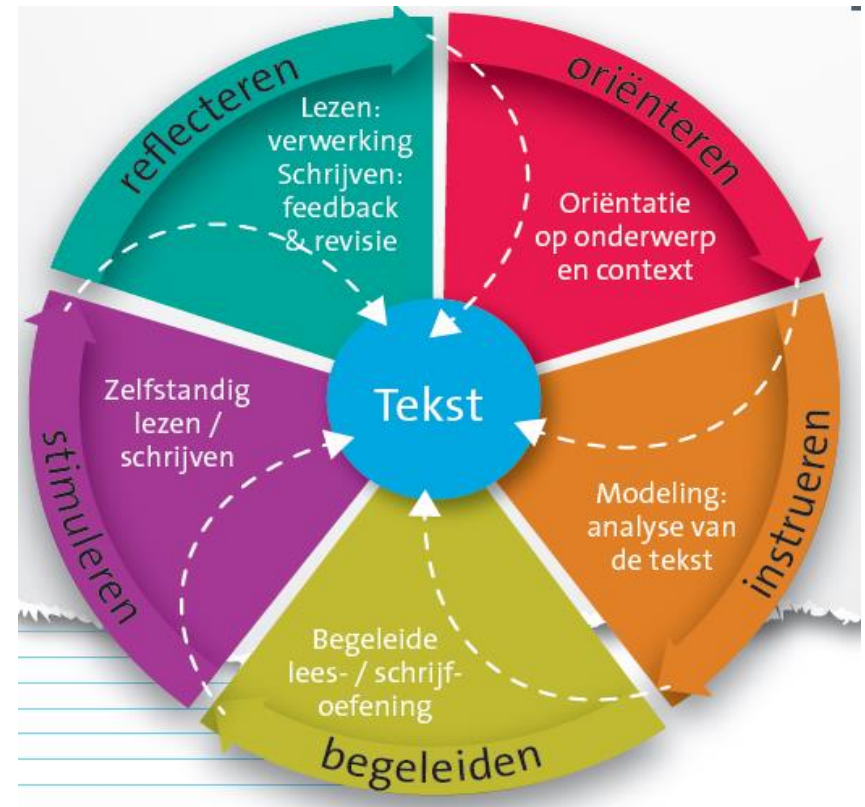 oriënteren
Oriëntatie
op onderwerp
en context
instrueren
Modeling:
analyse van
de tekst
begeleiden
Begeleide
lees- / schrijf-
oefening
stimuleren
Zelfstandig
lezen /
schrijven
reflecteren
Lezen:
verwerking
Schrijven:
feedback
& revisie
Tekst